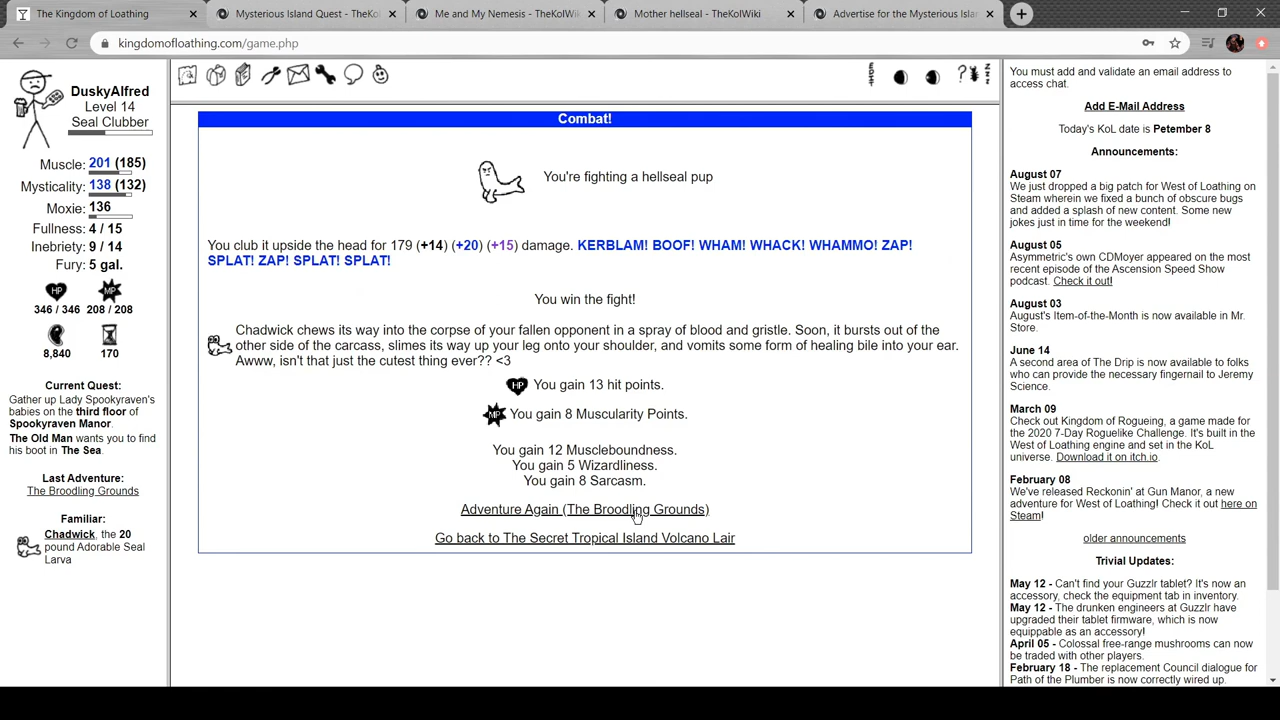 The Kingdom of Loathing
Mysterious Island Quest - TheKol
Me and My Nemesis - TheKolWik
Mother hellseal - TheKolWiki
Advertise for the Mysterious Islan
kingdomofloathing.com/game.php
DuskyAlfred
Level 14
Seal Clubber
Muscle: 201 (185)
Mysticality: 138 (132)
Moxie: 136
Fullness: 4 / 15
Inebriety: 9 / 14
Fury: 5 gal.
HP MP
346 / 346 208 / 208
8,840 170
Current Quest:
Gather up Lady Spookyraven's
babies on the third floor of
Spookyraven Manor.
The Old Man wants you to find
his boot in The Sea.
Last Adventure:
The Broodling Grounds
Familiar:
Chadwick, the 20
pound Adorable Seal
Larva
Combat!
You're fighting a hellseal pup
You club it upside the head for 179 (+14) (+20) (+15) damage. KERBLAM! BOOF! WHAM! WHACK! WHAMMO! ZAP!
SPLAT! ZAP! SPLAT! SPLAT!
You win the fight!
Chadwick chews its way into the corpse of your fallen opponent in a spray of blood and gristle. Soon, it bursts out of the
other side of the carcass, slimes its way up your leg onto your shoulder, and vomits some form of healing bile into your ear.
Awww, isn't that just the cutest thing ever?? <3
HP You gain 13 hit points.
MP You gain 8 Muscularity Points.
You gain 12 Muscleboundness.
You gain 5 Wizardliness.
You gain 8 Sarcasm.
Adventure Again (The Broodling Grounds)
Go back to The Secret Tropical Island Volcano Lair
You must add and validate an email address to
access chat.
Add E-Mail Address
Today's KoL date is Petember 8
Announcements:
August 07
We just dropped a big patch for West of Loathing on
Steam wherein we fixed a bunch of obscure bugs
and added a splash of new content. Some new
jokes just in time for the weekend!
August 05
Asymmetric's own CDMoyer appeared on the most
recent episode of the Ascension Speed Show
podcast. Check it out!
August 03
August's Item-of-the-Month is now available in Mr.
Store.
June 14
A second area of The Drip is now available to folks
who can provide the necessary fingernail to Jeremy
Science.
March 09
Check out Kingdom of Rogueing, a game made for
the 2020 7-Day Roguelike Challenge. It's built in the
West of Loathing engine and set in the KoL
universe. Download it on itch io.
February 08
We've released Reckonin' at Gun Manor, a new
adventure for West of Loathing! Check it out here on
Steam!
older announcements
Trivial Updates:
May 12 - Can't find your Guzzlr tablet? It's now an
accessory, check the equipment tab in inventory.
May 12 - The drunken engineers at Guzzlr have
upgraded their tablet firmware, which is now
equippable as an accessory!
April 05 - Colossal free-range mushrooms can now
be traded with other players.
February 18 - The replacement Council dialogue for
Path of the Plumber is now correctly wired up.